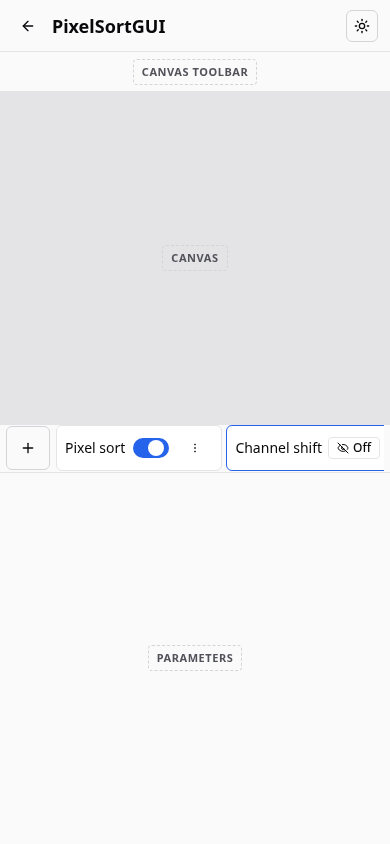 PixelSortGUI
CANVAS TOOLBAR
CANVAS
Pixel sort
Channel shift
Off
PARAMETERS